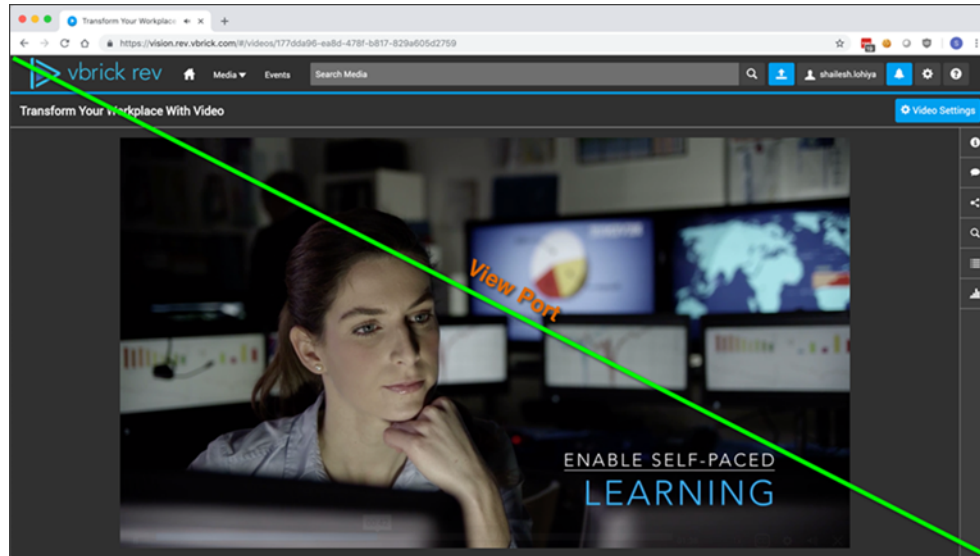 Transform Your Workplace
https://vision.rev.vbrick.com/#/videos/177dda96-ea8d-478f-b817-829a605d2759
vbrick rev Media Events Search Media shailesh.lohiya
Transform Your Workplace With Video Video Settings
View Port
ENABLE SELF-PACED
LEARNING